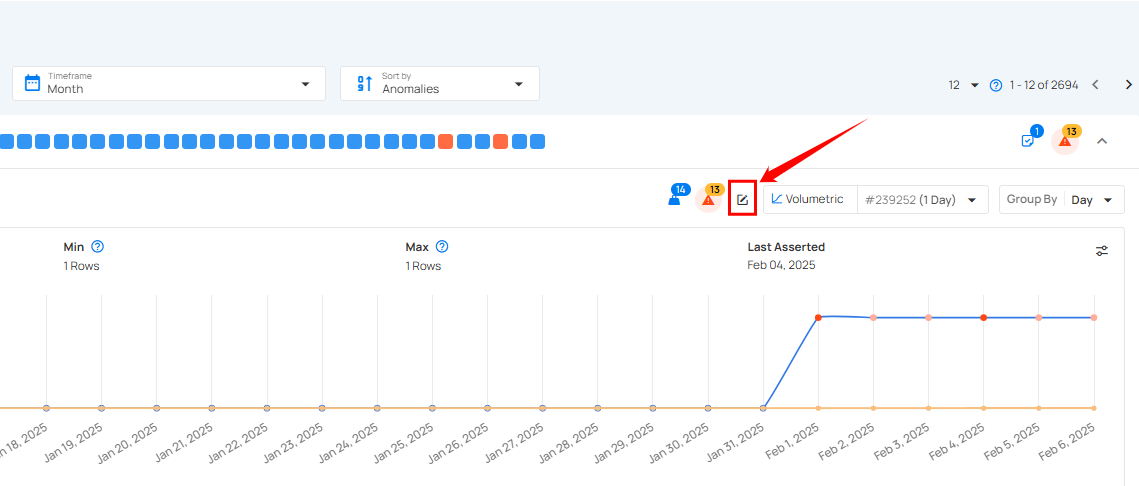 Timeframe
Month
Sort by
Anomalies
12
1 - 12 of 2694
1
13
14
13
Volumetric
#239252 (1 Day)
Group By
Day
Min
1 Rows
Max
1 Rows
Last Asserted
Feb 04, 2025
n 18, 2025
Jan 19, 2025
Jan 20, 2025
Jan 21, 2025
Jan 22, 2025
Jan 23, 2025
Jan 24, 2025
Jan 25, 2025
Jan 26, 2025
Jan 27, 2025
Jan 28, 2025
Jan 29, 2025
Jan 30, 2025
Jan 31, 2025
Feb 1, 2025
Feb 2, 2025
Feb 3, 2025
Feb 4, 2025
Feb 5, 2025
Feb 6, 2025